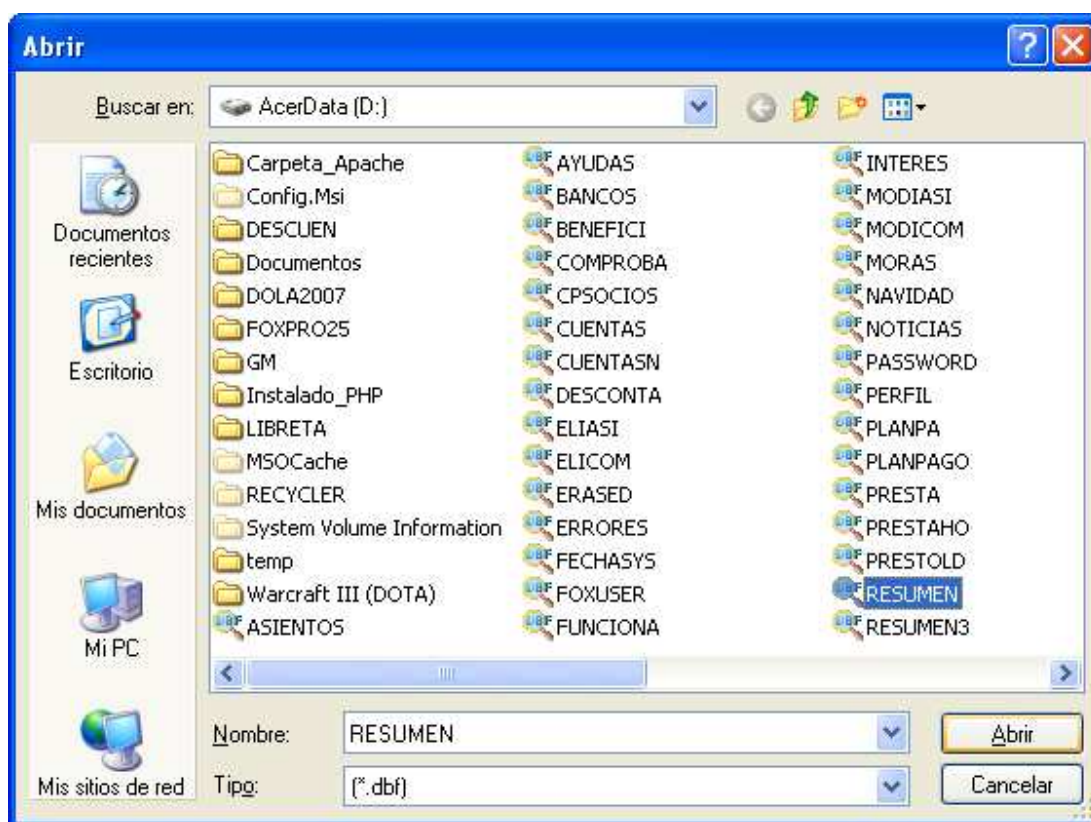 Abrir
Buscar en: AcerData (D:)
Documentos recientes
Escritorio
Mis documentos
Mi PC
Mis sitios de red
Carpeta_Apache
Config.Msi
DESCUEN
Documentos
DOLA2007
FOXPRO25
GM
Instalado_PHP
LIBRETA
MSOCache
RECYCLER
System Volume Information
temp
Warcraft III (DOTA)
ASIENTOS
AYUDAS
BANCOS
BENEFICI
COMPROBA
CPSOCIOS
CUENTAS
CUENTASN
DESCONTA
ELIASI
ELICOM
ERASED
ERRORES
FECHASYS
FOXUSER
FUNCIONA
INTERES
MODIASI
MODICOM
MORAS
NAVIDAD
NOTICIAS
PASSWORD
PERFIL
PLANPA
PLANPAGO
PRESTA
PRESTAHO
PRESTOLD
RESUMEN
RESUMEN3
Nombre: RESUMEN Abrir
Tipo: (*.dbf) Cancelar